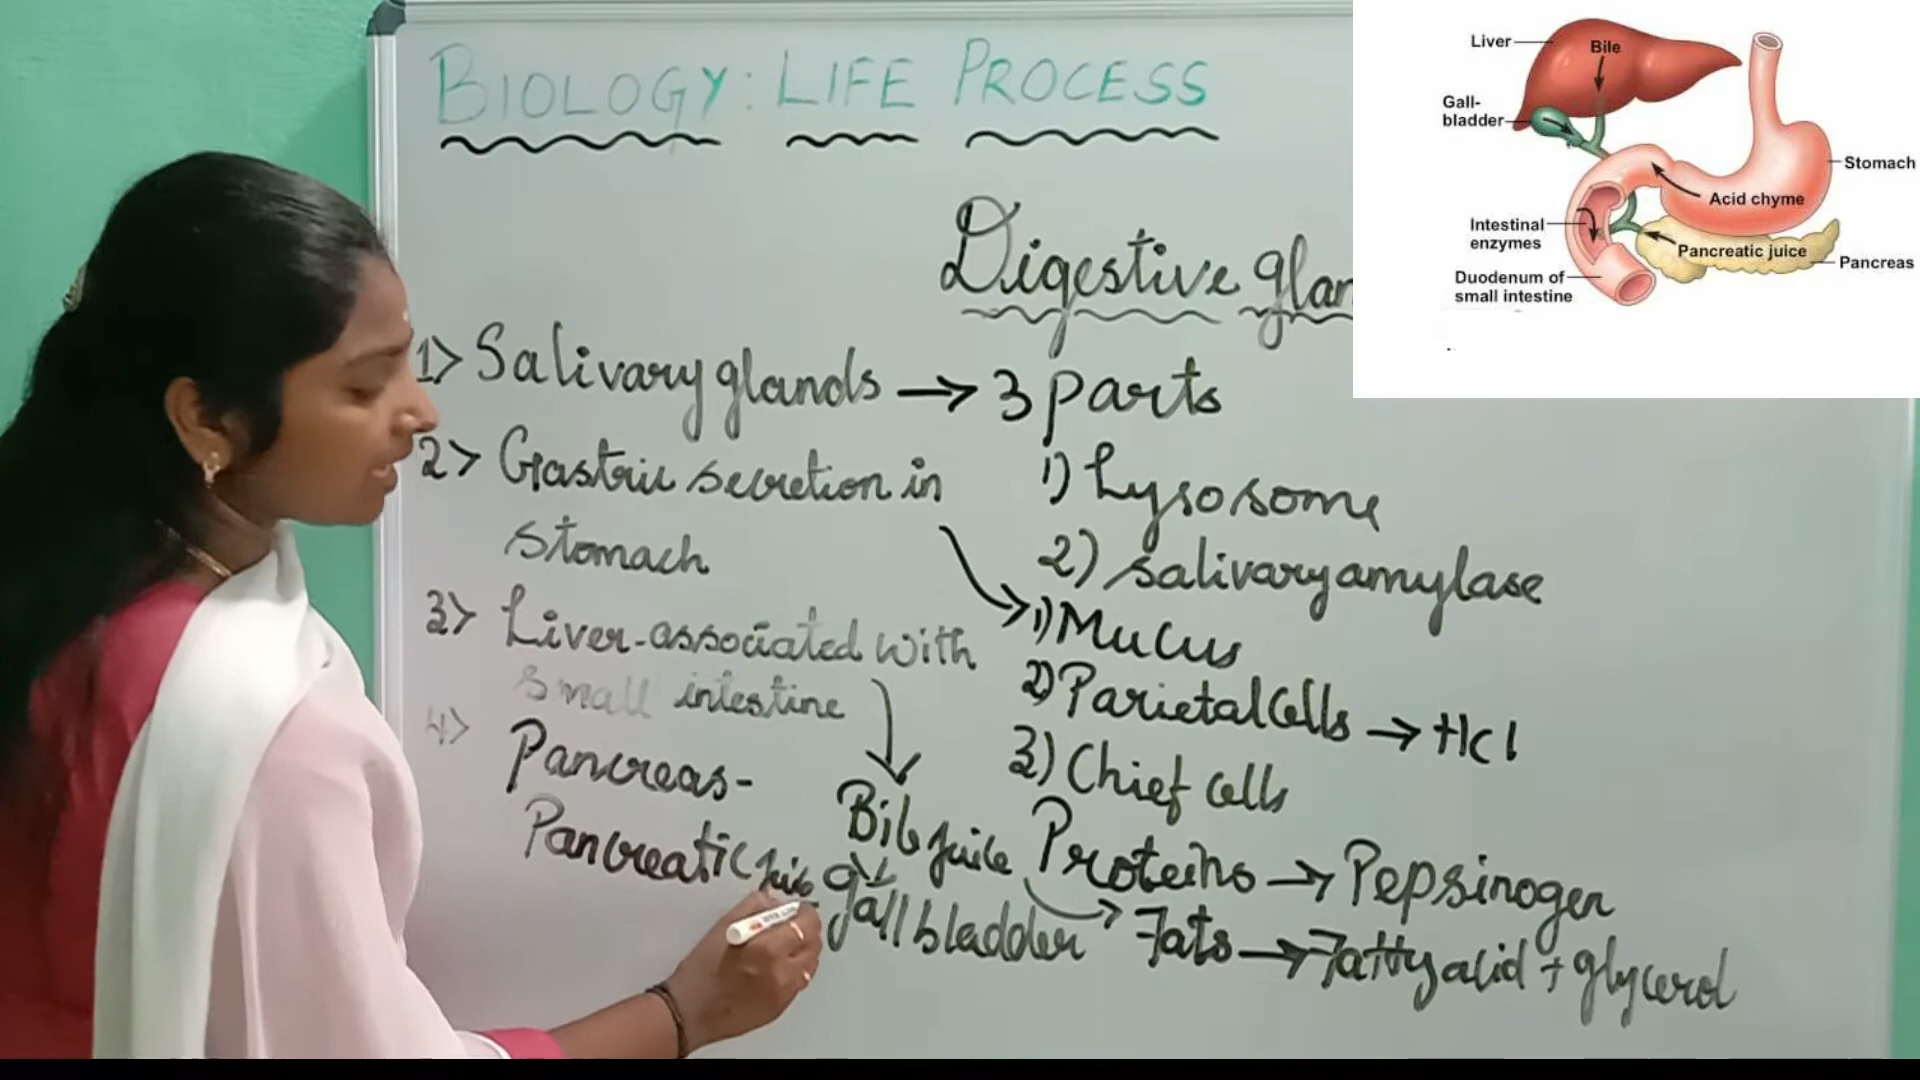 BIOLOGY: LIFE PROCESS
Digestive glan
1> Salivary glands → 3 parts
1) Lysosome
2) salivary amylase
2> Gastric secretion in
stomach
1) Mucus
2) Parietal Cells → Hcl
3) Chief cells
Proteins → Pepsinogen
3> Liver-associated with
small intestine
Bile juice
gall bladder
Fats → Fatty acid + glycerol
4> Pancreas-
Pancreatic
Liver
Bile
Gall-
bladder
Stomach
Acid chyme
Intestinal
enzymes
Pancreatic juice
Pancreas
Duodenum of
small intestine